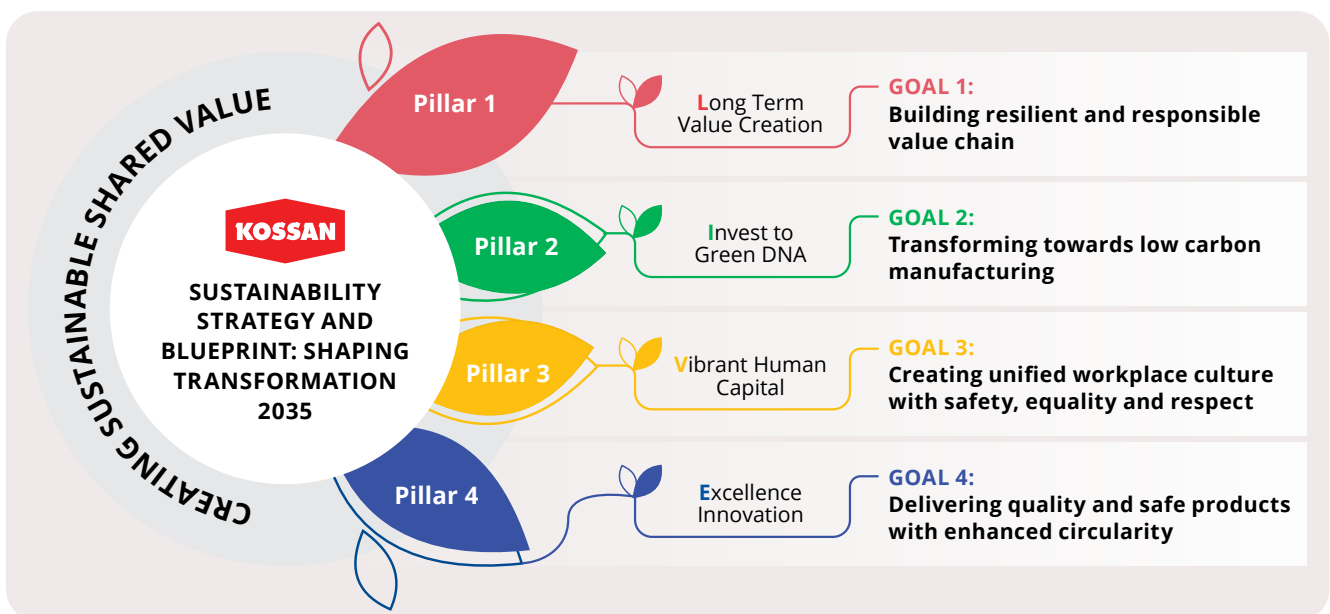 CREATING SUSTAINABLE SHARED VALUE
KOSSAN
SUSTAINABILITY
STRATEGY AND
BLUEPRINT: SHAPING
TRANSFORMATION
2035
Pillar 1
Long Term
Value Creation
GOAL 1:
Building resilient and responsible
value chain
Pillar 2
Invest to
Green DNA
GOAL 2:
Transforming towards low carbon
manufacturing
Pillar 3
Vibrant Human
Capital
GOAL 3:
Creating unified workplace culture
with safety, equality and respect
Pillar 4
Excellence
Innovation
GOAL 4:
Delivering quality and safe products
with enhanced circularity